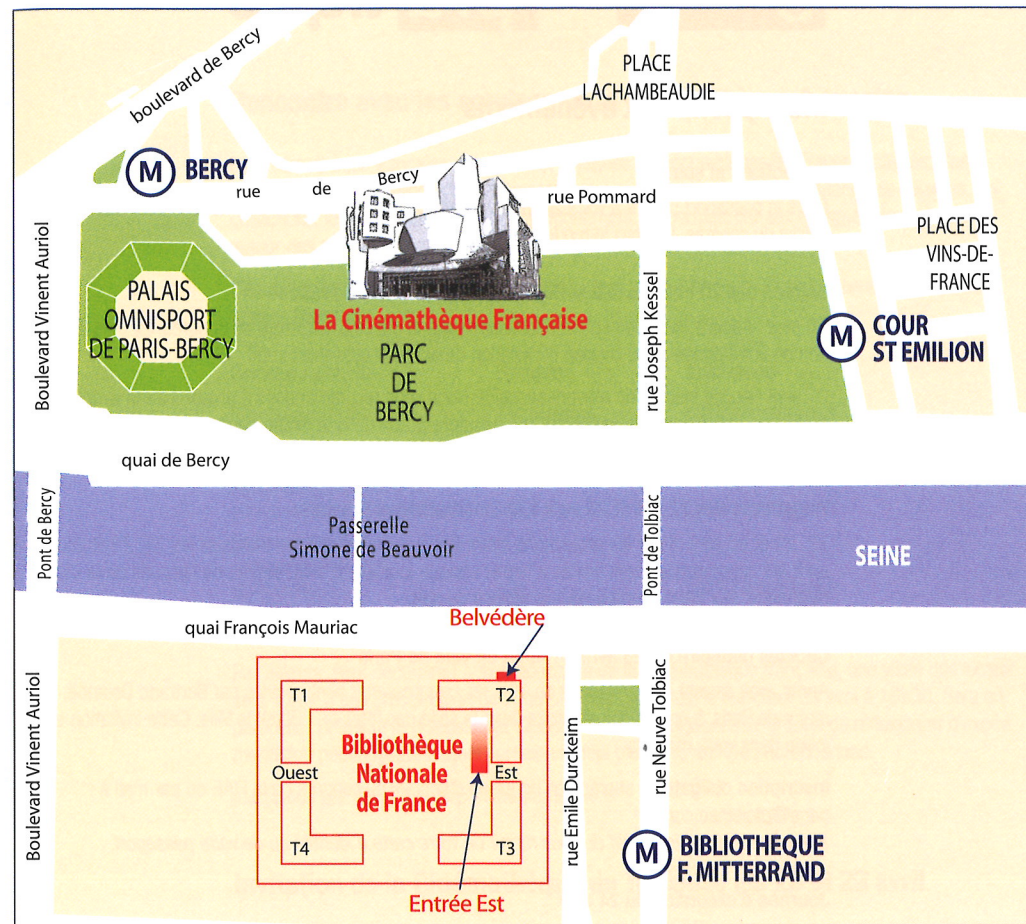 boulevard de Bercy
PLACE
LACHAMBEAUDIE
M BERCY
rue de Bercy
rue Pommard
PLACE DES
VINS-DE-
FRANCE
Boulevard Vinent Auriol
PALAIS
OMNISPORT
DE PARIS-BERCY
La Cinémathèque Française
PARC
DE
BERCY
rue Joseph Kessel
M COUR
ST EMILION
quai de Bercy
Pont de Bercy
Passerelle
Simone de Beauvoir
Pont de Tolbiac
SEINE
quai François Mauriac
Belvédère
Boulevard Vinent Auriol
T1
T2
Bibliothèque
Nationale
de France
Ouest
Est
T4
T3
rue Emile Durckeim
rue Neuve Tolbiac
M BIBLIOTHEQUE
F. MITTERRAND
Entrée Est